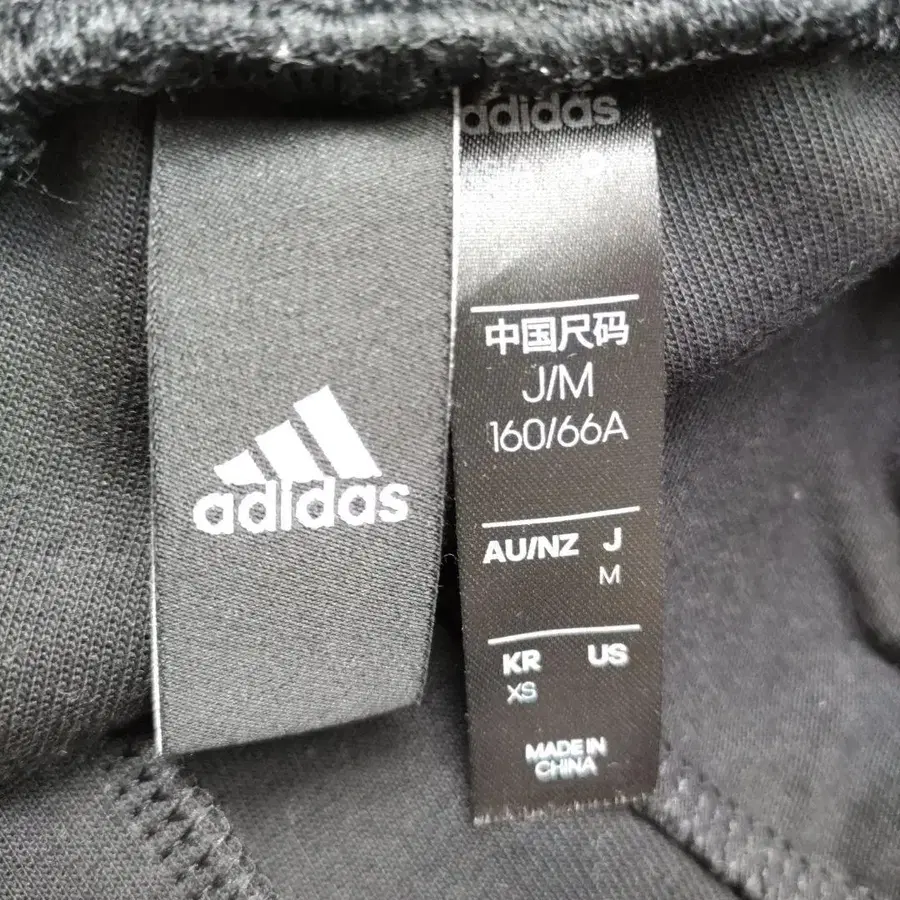 adidas
adidas
中国尺码
J/M
160/66A
AU/NZ J
M
KR US
XS
MADE IN
CHINA